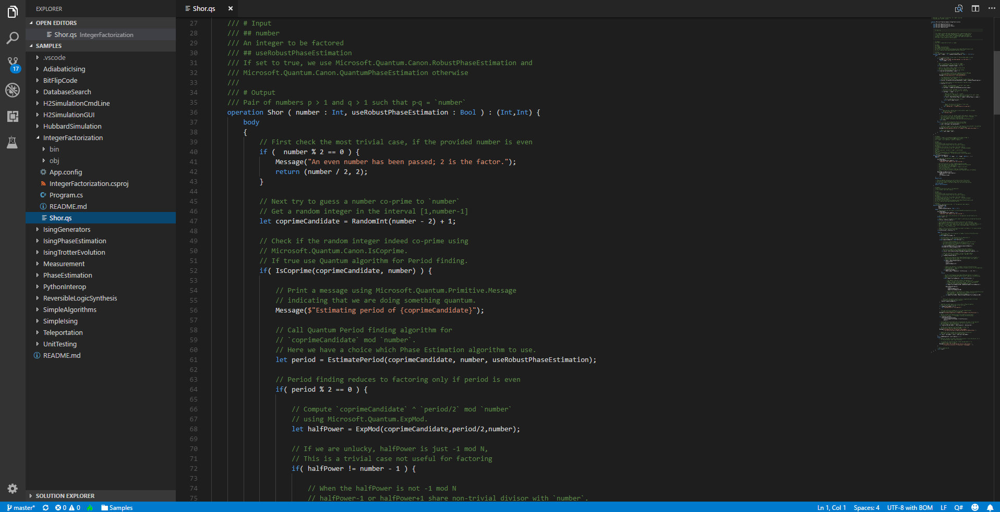 EXPLORER
OPEN EDITORS
Shor.qs IntegerFactorization
SAMPLES
.vscode
AdiabaticIsing
BitFlipCode
DatabaseSearch
H2SimulationCmdLine
H2SimulationGUI
HubbardSimulation
IntegerFactorization
bin
obj
App.config
IntegerFactorization.csproj
Program.cs
README.md
Shor.qs
IsingGenerators
IsingPhaseEstimation
IsingTrotterEvolution
Measurement
PhaseEstimation
PythonInterop
ReversibleLogicSynthesis
SimpleAlgorithms
SimpleIsing
Teleportation
UnitTesting
README.md
SOLUTION EXPLORER
17
Shor.qs
27 /// # Input
28 /// ## number
29 /// An integer to be factored
30 /// ## useRobustPhaseEstimation
31 /// If set to true, we use Microsoft.Quantum.Canon.RobustPhaseEstimation and
32 /// Microsoft.Quantum.Canon.QuantumPhaseEstimation otherwise
33 ///
34 /// # Output
35 /// Pair of numbers p > 1 and q > 1 such that p⋅q = `number`
36 operation Shor ( number : Int, useRobustPhaseEstimation : Bool ) : (Int,Int) {
37 body
38 {
39 // First check the most trivial case, if the provided number is even
40 if (  number % 2 == 0 ) {
41 Message("An even number has been passed; 2 is the factor.");
42 return (number / 2, 2);
43 }
44
45 // Next try to guess a number co-prime to `number`
46 // Get a random integer in the interval [1,number-1]
47 let coprimeCandidate = RandomInt(number - 2) + 1;
48
49 // Check if the random integer indeed co-prime using
50 // Microsoft.Quantum.Canon.IsCoprime.
51 // If true use Quantum algorithm for Period finding.
52 if( IsCoprime(coprimeCandidate, number) ) {
53
54 // Print a message using Microsoft.Quantum.Primitive.Message
55 // indicating that we are doing something quantum.
56 Message($"Estimating period of {coprimeCandidate}");
57
58 // Call Quantum Period finding algorithm for
59 // `coprimeCandidate` mod `number`.
60 // Here we have a choice which Phase Estimation algorithm to use.
61 let period = EstimatePeriod(coprimeCandidate, number, useRobustPhaseEstimation);
62
63 // Period finding reduces to factoring only if period is even
64 if( period % 2 == 0 ) {
65
66 // Compute `coprimeCandidate` ^ `period/2` mod `number`
67 // using Microsoft.Quantum.ExpMod.
68 let halfPower = ExpMod(coprimeCandidate,period/2,number);
69
70 // If we are unlucky, halfPower is just -1 mod N,
71 // This is a trivial case not useful for factoring
72 if( halfPower != number - 1 ) {
73
74 // When the halfPower is not -1 mod N
75 // halfPower-1 or halfPower+1 share non-trivial divisor with `number`.
master* 0 0 Samples
Ln 1, Col 1 Spaces: 4 UTF-8 with BOM LF Q#